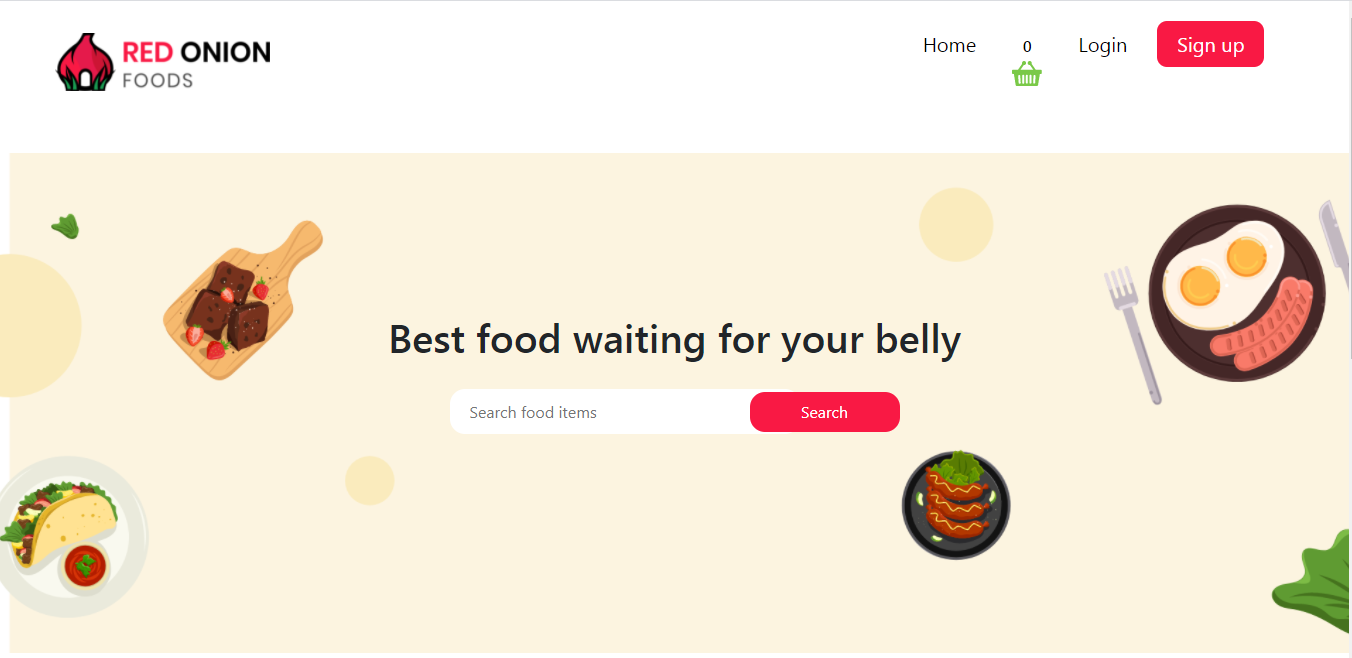 RED ONION
FOODS
Home
0
Login
Sign up
Best food waiting for your belly
Search food items
Search